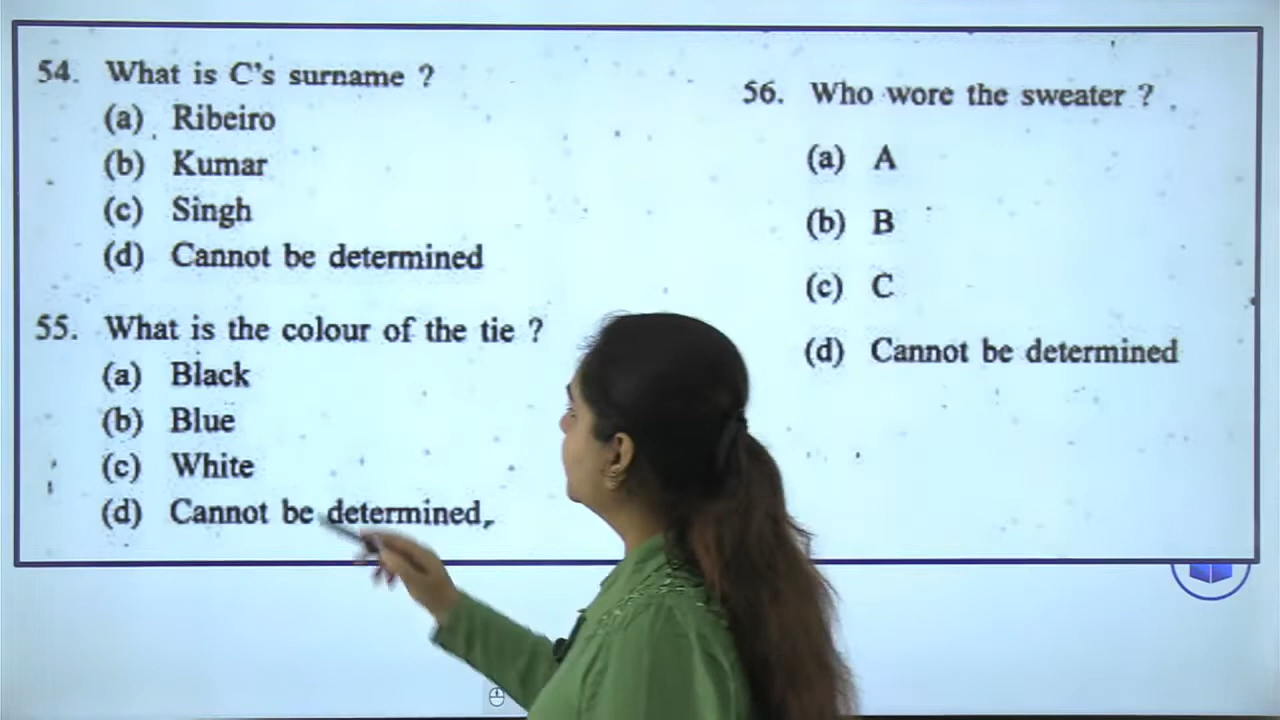 54. What is C's surname ?
(a) Ribeiro
(b) Kumar
(c) Singh
(d) Cannot be determined
55. What is the colour of the tie ?
(a) Black
(b) Blue
(c) White
(d) Cannot be determined,
56. Who wore the sweater ?
(a) A
(b) B
(c) C
(d) Cannot be determined